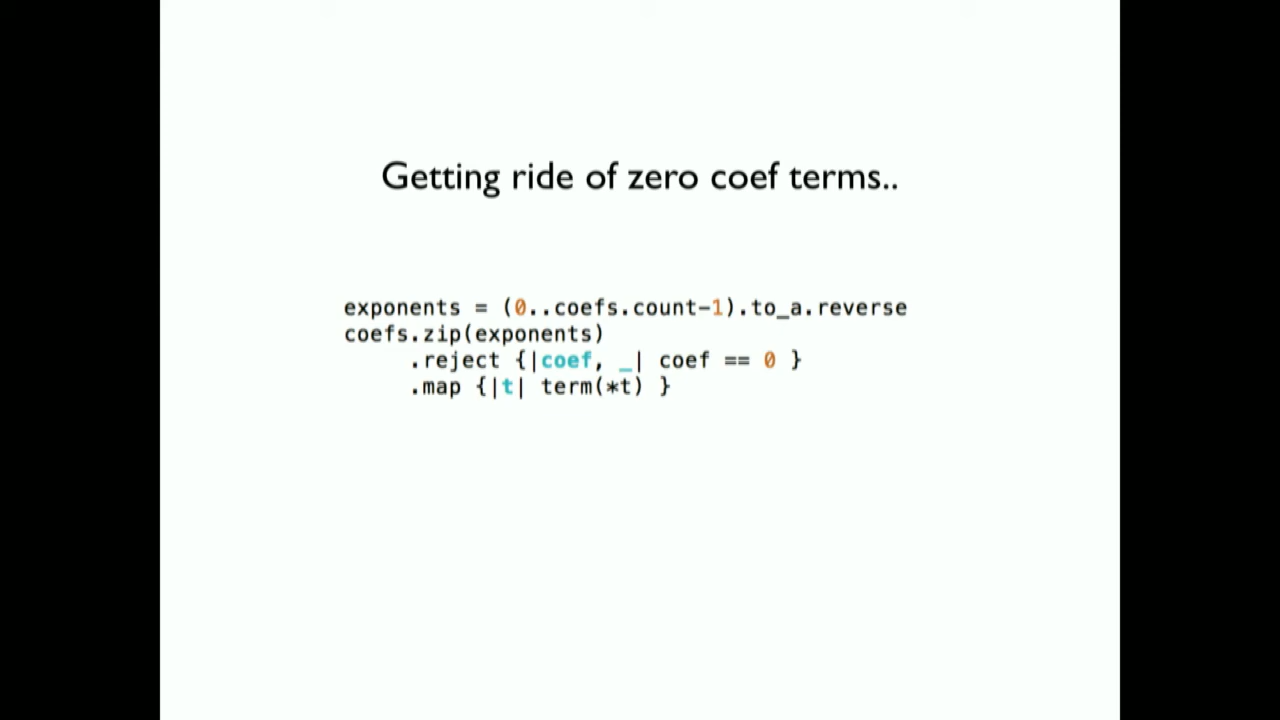 Getting ride of zero coef terms..
exponents = (0..coefs.count-1).to_a.reverse
coefs.zip(exponents)
.reject {|coef, _| coef == 0 }
.map {|t| term(*t) }